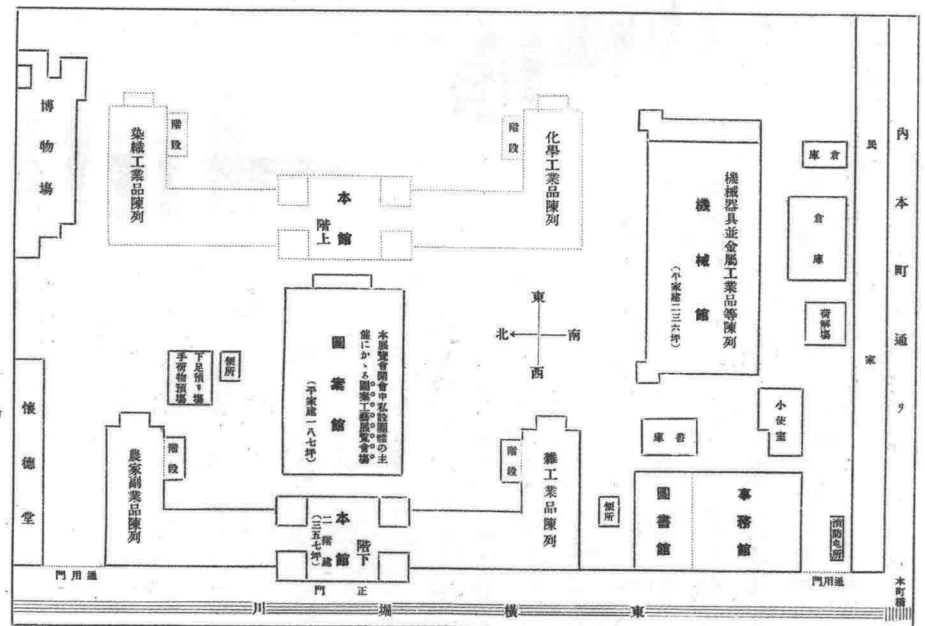 內本町通リ
民家
本町橋
倉庫
倉庫
荷解場
小使室
消防屯所
通用門
機械器具並金屬工業品等陳列
機械館
(平家建二三六坪)
書庫
事務館
圖書館
便所
化學工業品陳列
階段
雜工業品陳列
階段
東
南
西
北
本館
階上
本展覽會開會中私設團體の主
催にかゝる圖案工藝展覽會場
圖案館
(平家建一八七坪)
本館
階下
二階建
(三五七坪)
正門
染織工業品陳列
階段
便所
下足預り場
手荷物預場
農家副業品陳列
階段
博物場
懷德堂
通用門
東橫堀川